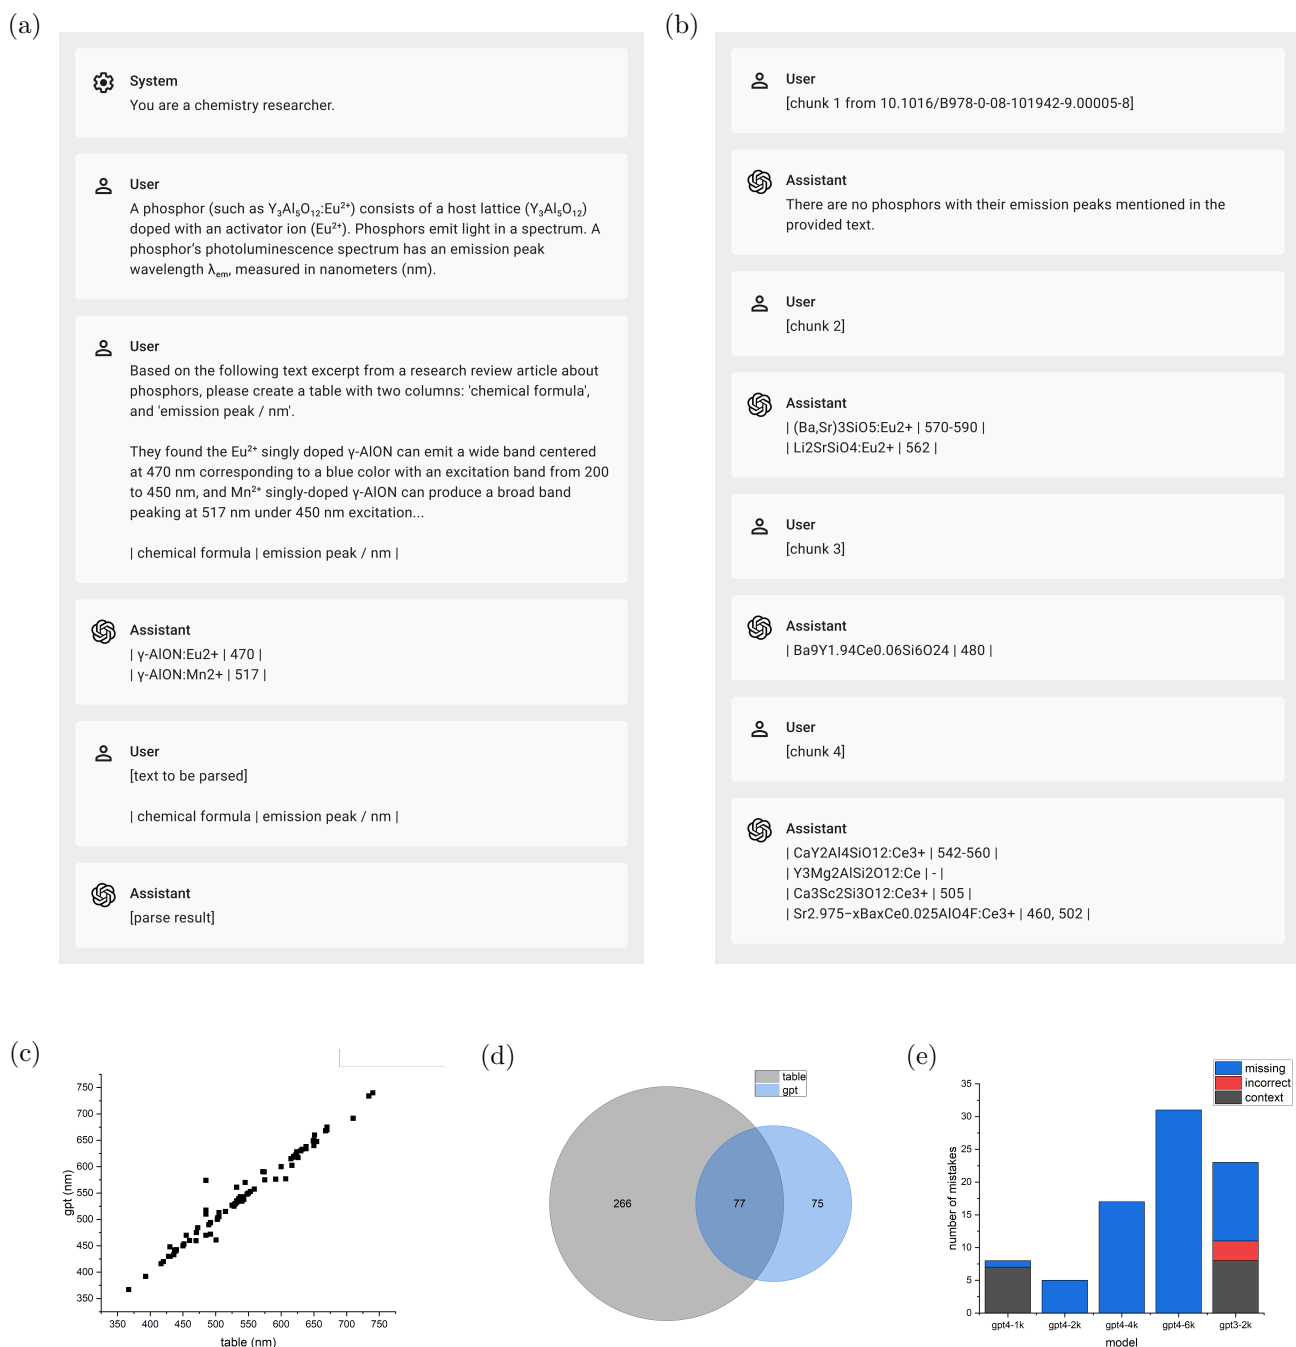 (a)
System
You are a chemistry researcher.
User
A phosphor (such as Y₃Al₅O₁₂:Eu²⁺) consists of a host lattice (Y₃Al₅O₁₂)
doped with an activator ion (Eu²⁺). Phosphors emit light in a spectrum. A
phosphor's photoluminescence spectrum has an emission peak
wavelength λem, measured in nanometers (nm).
User
Based on the following text excerpt from a research review article about
phosphors, please create a table with two columns: 'chemical formula',
and 'emission peak / nm'.
They found the Eu²⁺ singly doped γ-AlON can emit a wide band centered
at 470 nm corresponding to a blue color with an excitation band from 200
to 450 nm, and Mn²⁺ singly-doped γ-AlON can produce a broad band
peaking at 517 nm under 450 nm excitation...
| chemical formula | emission peak / nm |
Assistant
| γ-AlON:Eu2+ | 470 |
| γ-AlON:Mn2+ | 517 |
User
[text to be parsed]
| chemical formula | emission peak / nm |
Assistant
[parse result]
(b)
User
[chunk 1 from 10.1016/B978-0-08-101942-9.00005-8]
Assistant
There are no phosphors with their emission peaks mentioned in the
provided text.
User
[chunk 2]
Assistant
| (Ba,Sr)3SiO5:Eu2+ | 570-590 |
| Li2SrSiO4:Eu2+ | 562 |
User
[chunk 3]
Assistant
| Ba9Y1.94Ce0.06Si6O24 | 480 |
User
[chunk 4]
Assistant
| CaY2Al4SiO12:Ce3+ | 542-560 |
| Y3Mg2AlSi2O12:Ce | - |
| Ca3Sc2Si3O12:Ce3+ | 505 |
| Sr2.975−xBaxCe0.025AlO4F:Ce3+ | 460, 502 |
(c)
gpt (nm)
750
700
650
600
550
500
450
400
350
350 400 450 500 550 600 650 700 750
table (nm)
(d)
table
gpt
266 77 75
(e)
missing
incorrect
context
number of mistakes
35
30
25
20
15
10
5
0
gpt4-1k gpt4-2k gpt4-4k gpt4-6k gpt3-2k
model